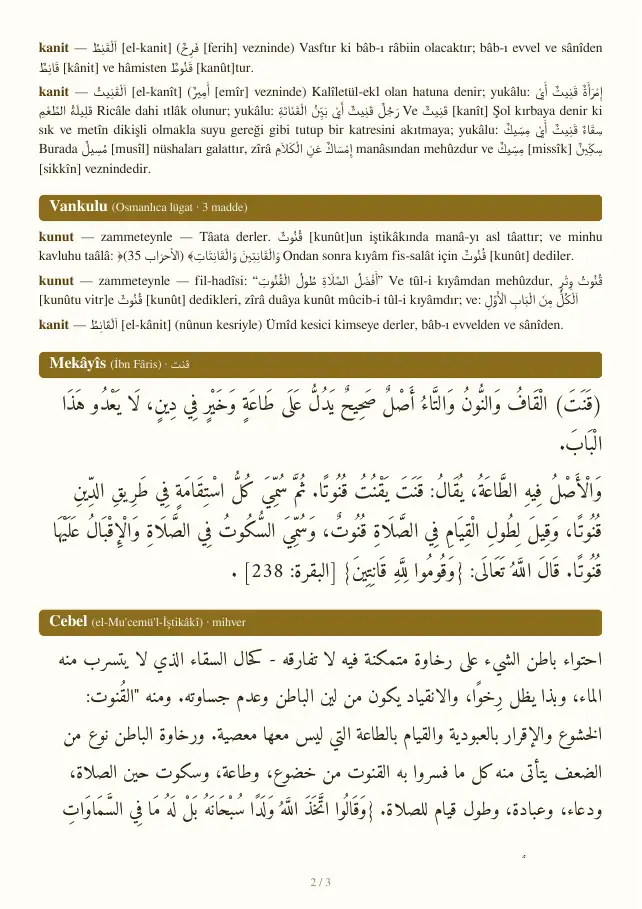 kanit — اَلْقَنِطُ [el-kanit] (فَرِحٌ [ferih] vezninde) Vasftır ki bâb-ı râbiin olacaktır; bâb-ı evvel ve sânîden
قَانِطٌ [kânit] ve hâmisten قَنُوطٌ [kanût]tur.
kanit — اَلْقَنِيتُ [el-kanît] (أَمِيرٌ [emîr] vezninde) Kalîletül-ekl olan hatuna denir; yukâlu: إِمْرَأَةٌ قَنِيتٌ أَيْ
قَلِيلَةُ الطَّعْمِ Ricâle dahi ıtlâk olunur; yukâlu: رَجُلٌ قَنِيتٌ أَيْ بَيِّنُ الْقَنَاتَةِ Ve قَنِيتٌ [kanît] Şol kırbaya denir ki
sık ve metîn dikişli olmakla suyu gereği gibi tutup bir katresini akıtmaya; yukâlu: سِقَاءٌ قَنِيتٌ أَيْ مِسِّيكٌ
Burada مُسِيلٌ [musîl] nüshaları galattır, zîrâ إِمْسَاكٌ عَنِ الْكَلَامِ manâsından mehûzdur ve مِسِّيكٌ [missîk] سِكِّينٌ
[sikkîn] veznindedir.
Vankulu (Osmanlıca lügat · 3 madde)
kunut — zammeteynle — Tâata derler. قُنُوتٌ [kunût]un iştikâkında manâ-yı asl tâattır; ve minhu
kavluhu taâlâ: ﴿وَالْقَانِتِينَ وَالْقَانِتَاتِ﴾ (الأحزاب 35) Ondan sonra kıyâm fis-salât için قُنُوتٌ [kunût] dediler.
kunut — zammeteynle — fil-hadîsi: “أَفْضَلُ الصَّلَاةِ طُولُ الْقُنُوتِ” Ve tûl-i kıyamdan mehûzdur, قُنُوتُ وِتْرٍ
[kunûtu vitr]e قُنُوتٌ [kunût] dedikleri, zîrâ duâya kunût mûcib-i tûl-i kıyâmdır; ve: اَلْكُلُّ مِنَ الْبَابِ الْأَوَّلِ
kanit — اَلْقَانِطُ [el-kânit] (nûnun kesriyle) Ümîd kesici kimseye derler, bâb-ı evvelden ve sânîden.
Mekâyîs (İbn Fâris) · قنت
(قَنَتَ) الْقَافُ وَالنُّونُ وَالتَّاءُ أَصْلٌ صَحِيحٌ يَدُلُّ عَلَى طَاعَةٍ وَخَيْرٍ فِي دِينٍ، لَا يَعْدُو هَذَا
الْبَابَ.
وَالْأَصْلُ فِيهِ الطَّاعَةُ، يُقَالُ: قَنَتَ يَقْنُتُ قُنُوتًا. ثُمَّ سُمِّيَ كُلُّ اسْتِقَامَةٍ فِي طَرِيقِ الدِّينِ
قُنُوتًا، وَقِيلَ لِطُولِ الْقِيَامِ فِي الصَّلَاةِ قُنُوتٌ، وَسُمِّيَ السُّكُوتُ فِي الصَّلَاةِ وَالْإِقْبَالُ عَلَيْهَا
قُنُوتًا. قَالَ اللَّهُ تَعَالَى: {وَقُومُوا لِلَّهِ قَانِتِينَ} [البقرة: 238] .
Cebel (el-Mu'cemü'l-İştikâkî) · mihver
احتواء باطن الشيء على رخاوة متمكنة فيه لا تفارقه - كحال السقاء الذي لا يتسرب منه
الماء، وبذا يظل رِخوًا، والانقياد يكون من لين الباطن وعدم جساوته. ومنه "القُنوت:
الخشوع والإقرار بالعبودية والقيام بالطاعة التي ليس معها معصية. ورخاوة الباطن نوع من
الضعف يتأتى منه كل ما فسروا به القنوت من خضوع، وطاعة، وسكوت حين الصلاة،
ودعاء، وعبادة، وطول قيام للصلاة. {وَقَالُوا اتَّخَذَ اللَّهُ وَلَدًا سُبْحَانَهُ بَلْ لَهُ مَا فِي السَّمَاوَاتِ
2 / 3